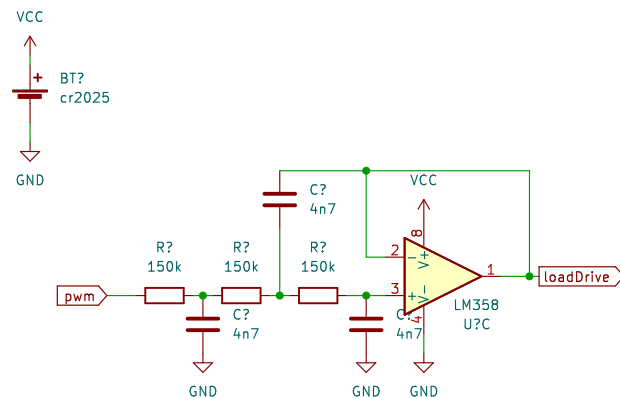 VCC
+
BT?
cr2025
GND
VCC
C?
4n7
8
R?
150k
R?
150k
R?
150k
2
-
V+
1
pwm
3
+
V-
loadDrive
C?
4n7
C?
4n7
4
LM358
U?C
GND
GND
GND